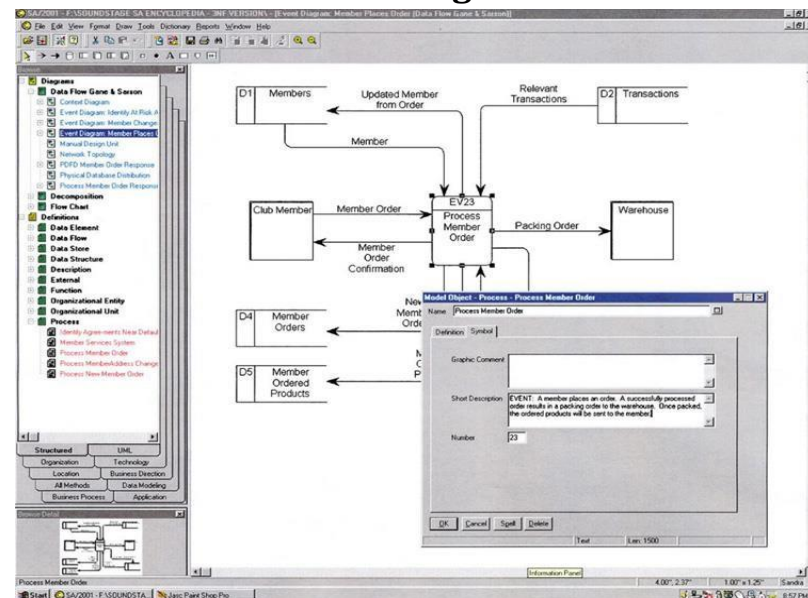 SA/2001 - F:\SOUNDSTAGE SA ENCYCLOPEDIA - 3NF VERSION\ - [Event Diagram: Member Places Order (Data Flow Gane & Sarson)]
File Edit View Format Draw Tools Dictionary Reports Window Help
Diagrams
Data Flow Gane & Sarson
Context Diagram
Event Diagram: Identity At Risk A
Event Diagram: Member Change
Event Diagram: Member Places
Manual Design Unit
Network Topology
PDFD Member Order Response
Physical Database Distribution
Process Member Order Respons
Decomposition
Flow Chart
Definitions
Data Element
Data Flow
Data Store
Data Structure
Description
External
Function
Organizational Entity
Organizational Unit
Process
Identify Agreements Near Defaul
Member Services System
Process Member Order
Process MemberAddress Change
Process New Member Order
Structured UML
Organization Technology
Location Business Direction
All Methods Data Modeling
Business Process Application
D1 Members
Updated Member
from Order
Relevant
Transactions
D2 Transactions
Member
Club Member
Member Order
EV23
Process
Member
Order
Packing Order
Warehouse
Member
Order
Confirmation
New
Memb
Orde
D4 Member
Orders
D5 Member
Ordered
Products
Model Object - Process - Process Member Order
Name Process Member Order
Definition Symbol
Graphic Comment
Short Description EVENT: A member places an order. A successfully processed
order results in a packing order to the warehouse. Once packed,
the ordered products will be sent to the member.
Number 23
OK Cancel Spell Delete
Text Len: 1500
Information Panel
Process Member Order 4.00", 2.37" 1.00" x 1.25" Sandra
Start SA/2001 - F:\SOUNDSTA... Jasc Paint Shop Pro 8:57 PM